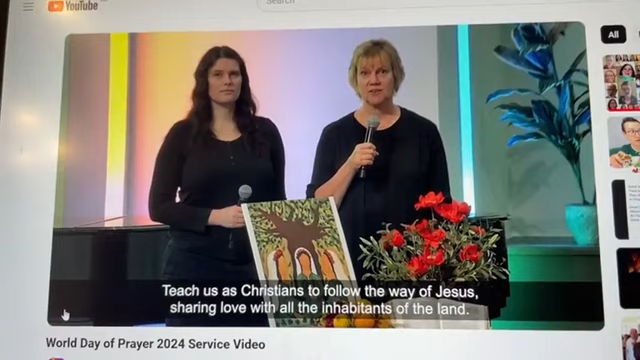 YouTube
Search
All
Teach us as Christians to follow the way of Jesus,
sharing love with all the inhabitants of the land.
World Day of Prayer 2024 Service Video